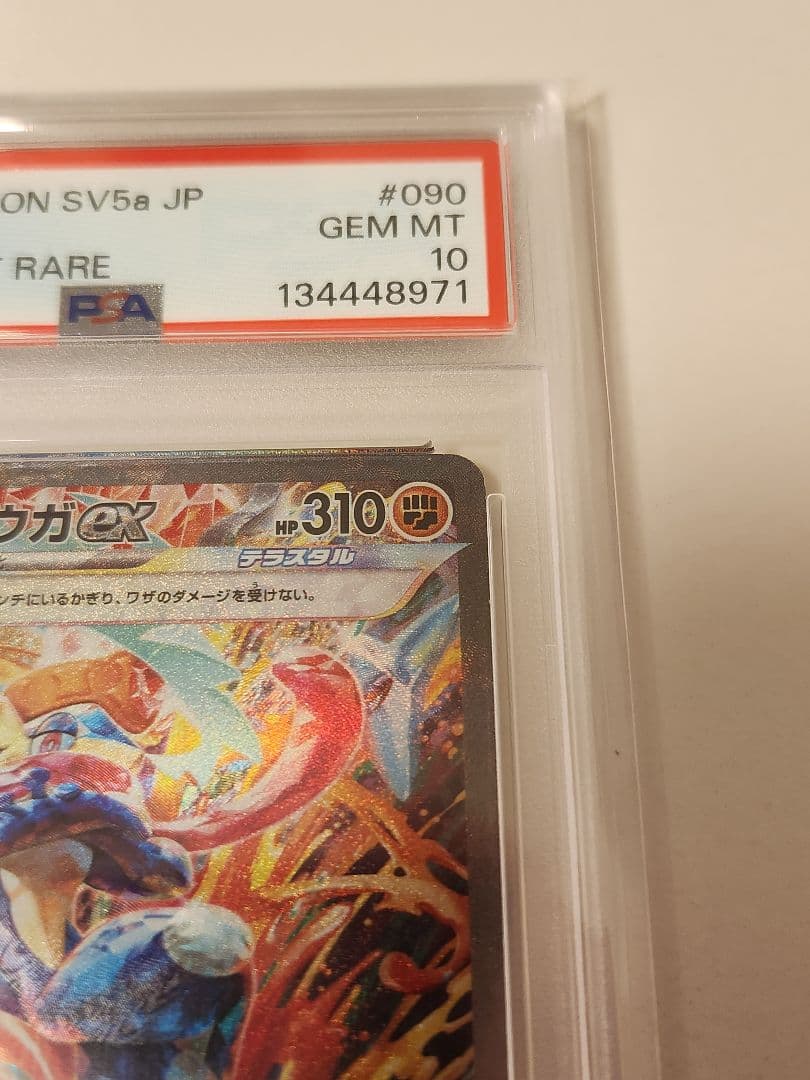 ON SV5a JP #090
GEM MT
T RARE 10
PSA 134448971
ウガex HP310
テラスタル
ンチにいるかぎり、ワザのダメージを受けない。